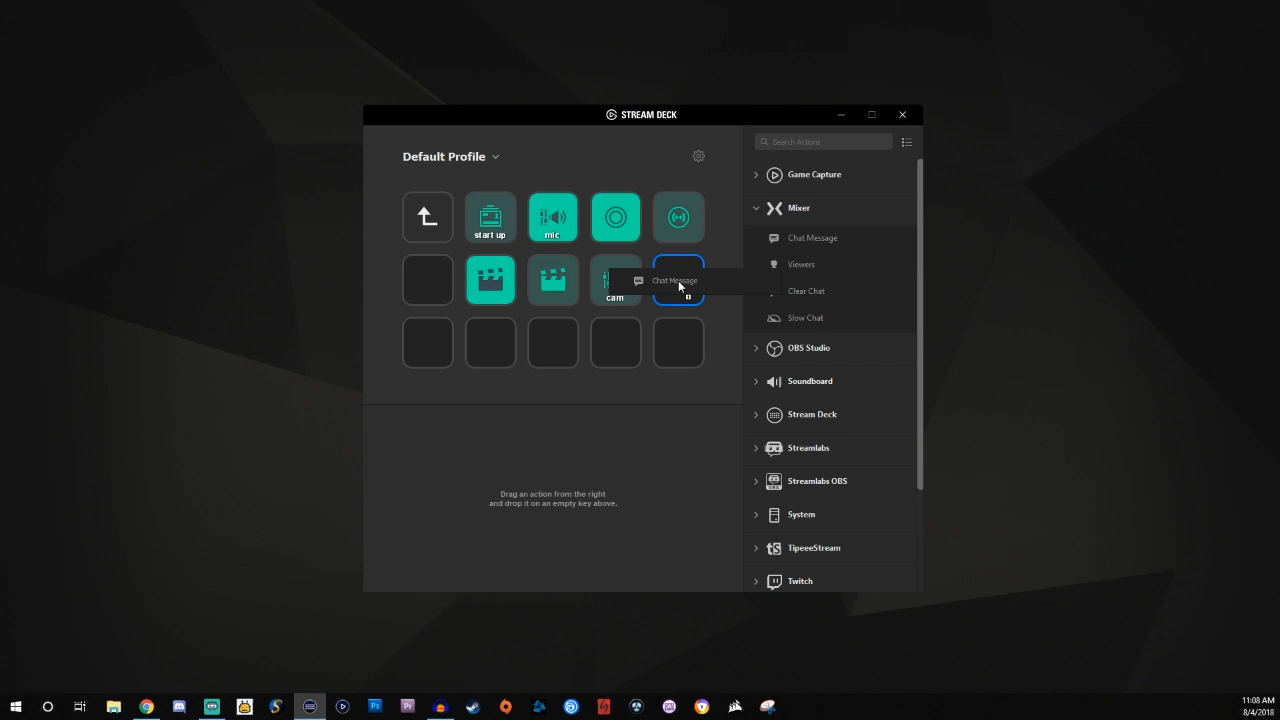 STREAM DECK
Default Profile
Search Actions
start up
mic
cam
Chat Message
Game Capture
Mixer
Chat Message
Viewers
Clear Chat
Slow Chat
OBS Studio
Soundboard
Stream Deck
Streamlabs
Streamlabs OBS
System
TipeeeStream
Twitch
Drag an action from the right
and drop it on an empty key above.
11:08 AM
8/4/2018